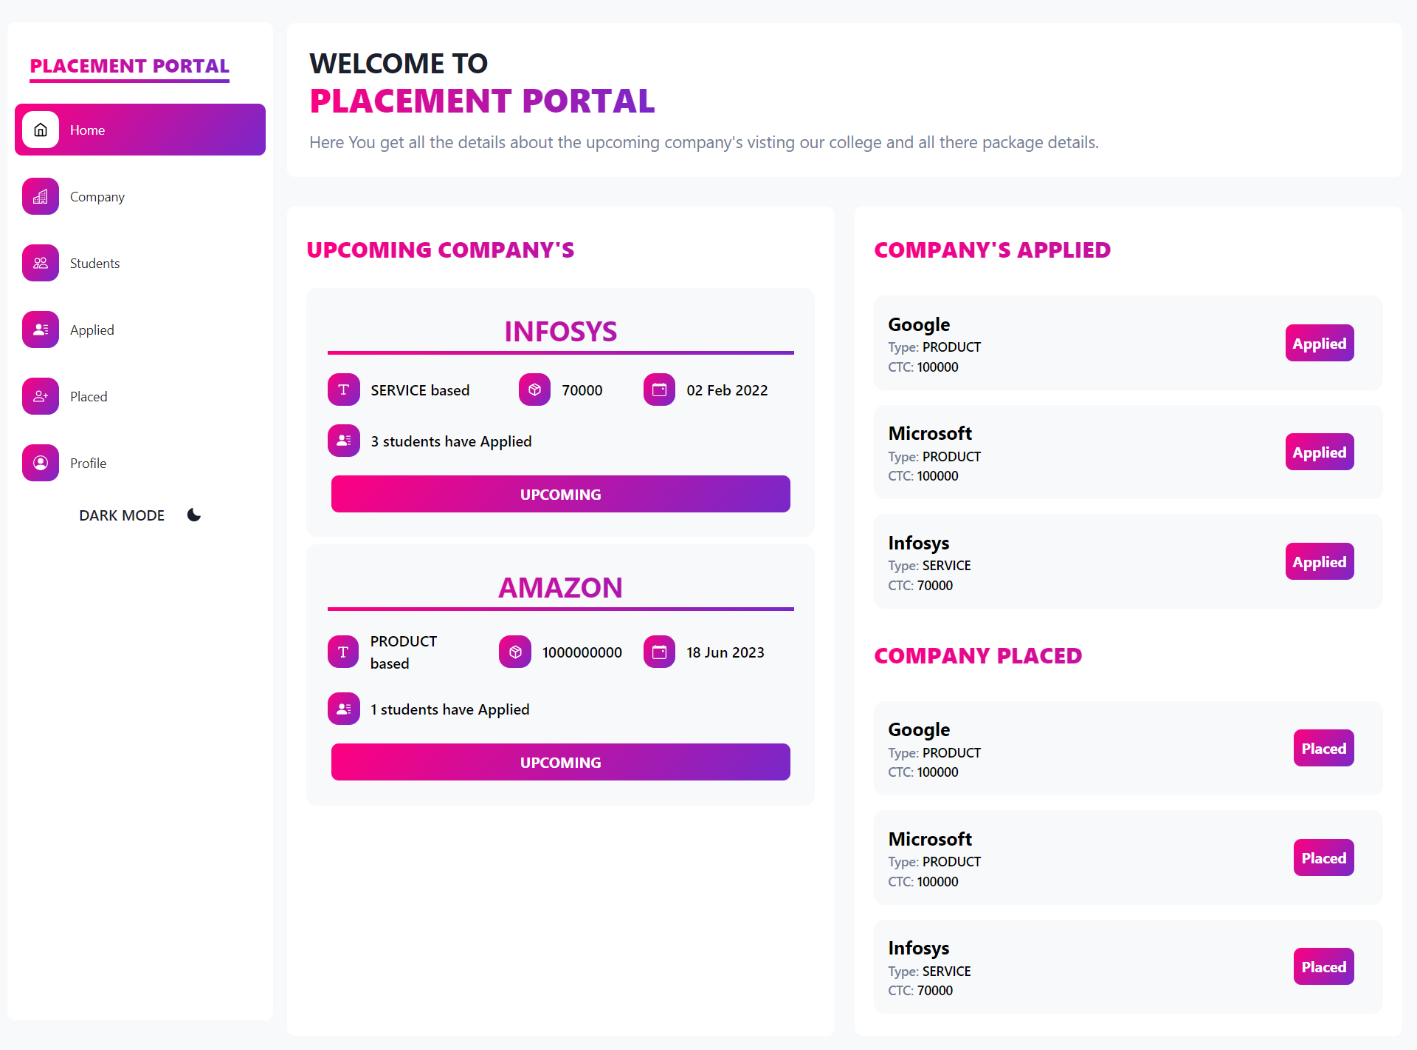 PLACEMENT PORTAL
Home
Company
Students
Applied
Placed
Profile
DARK MODE
WELCOME TO
PLACEMENT PORTAL
Here You get all the details about the upcoming company's visting our college and all there package details.
UPCOMING COMPANY'S
INFOSYS
SERVICE based 70000 02 Feb 2022
3 students have Applied
UPCOMING
AMAZON
PRODUCT
based
1000000000 18 Jun 2023
1 students have Applied
UPCOMING
COMPANY'S APPLIED
Google
Type: PRODUCT
CTC: 100000
Applied
Microsoft
Type: PRODUCT
CTC: 100000
Applied
Infosys
Type: SERVICE
CTC: 70000
Applied
COMPANY PLACED
Google
Type: PRODUCT
CTC: 100000
Placed
Microsoft
Type: PRODUCT
CTC: 100000
Placed
Infosys
Type: SERVICE
CTC: 70000
Placed